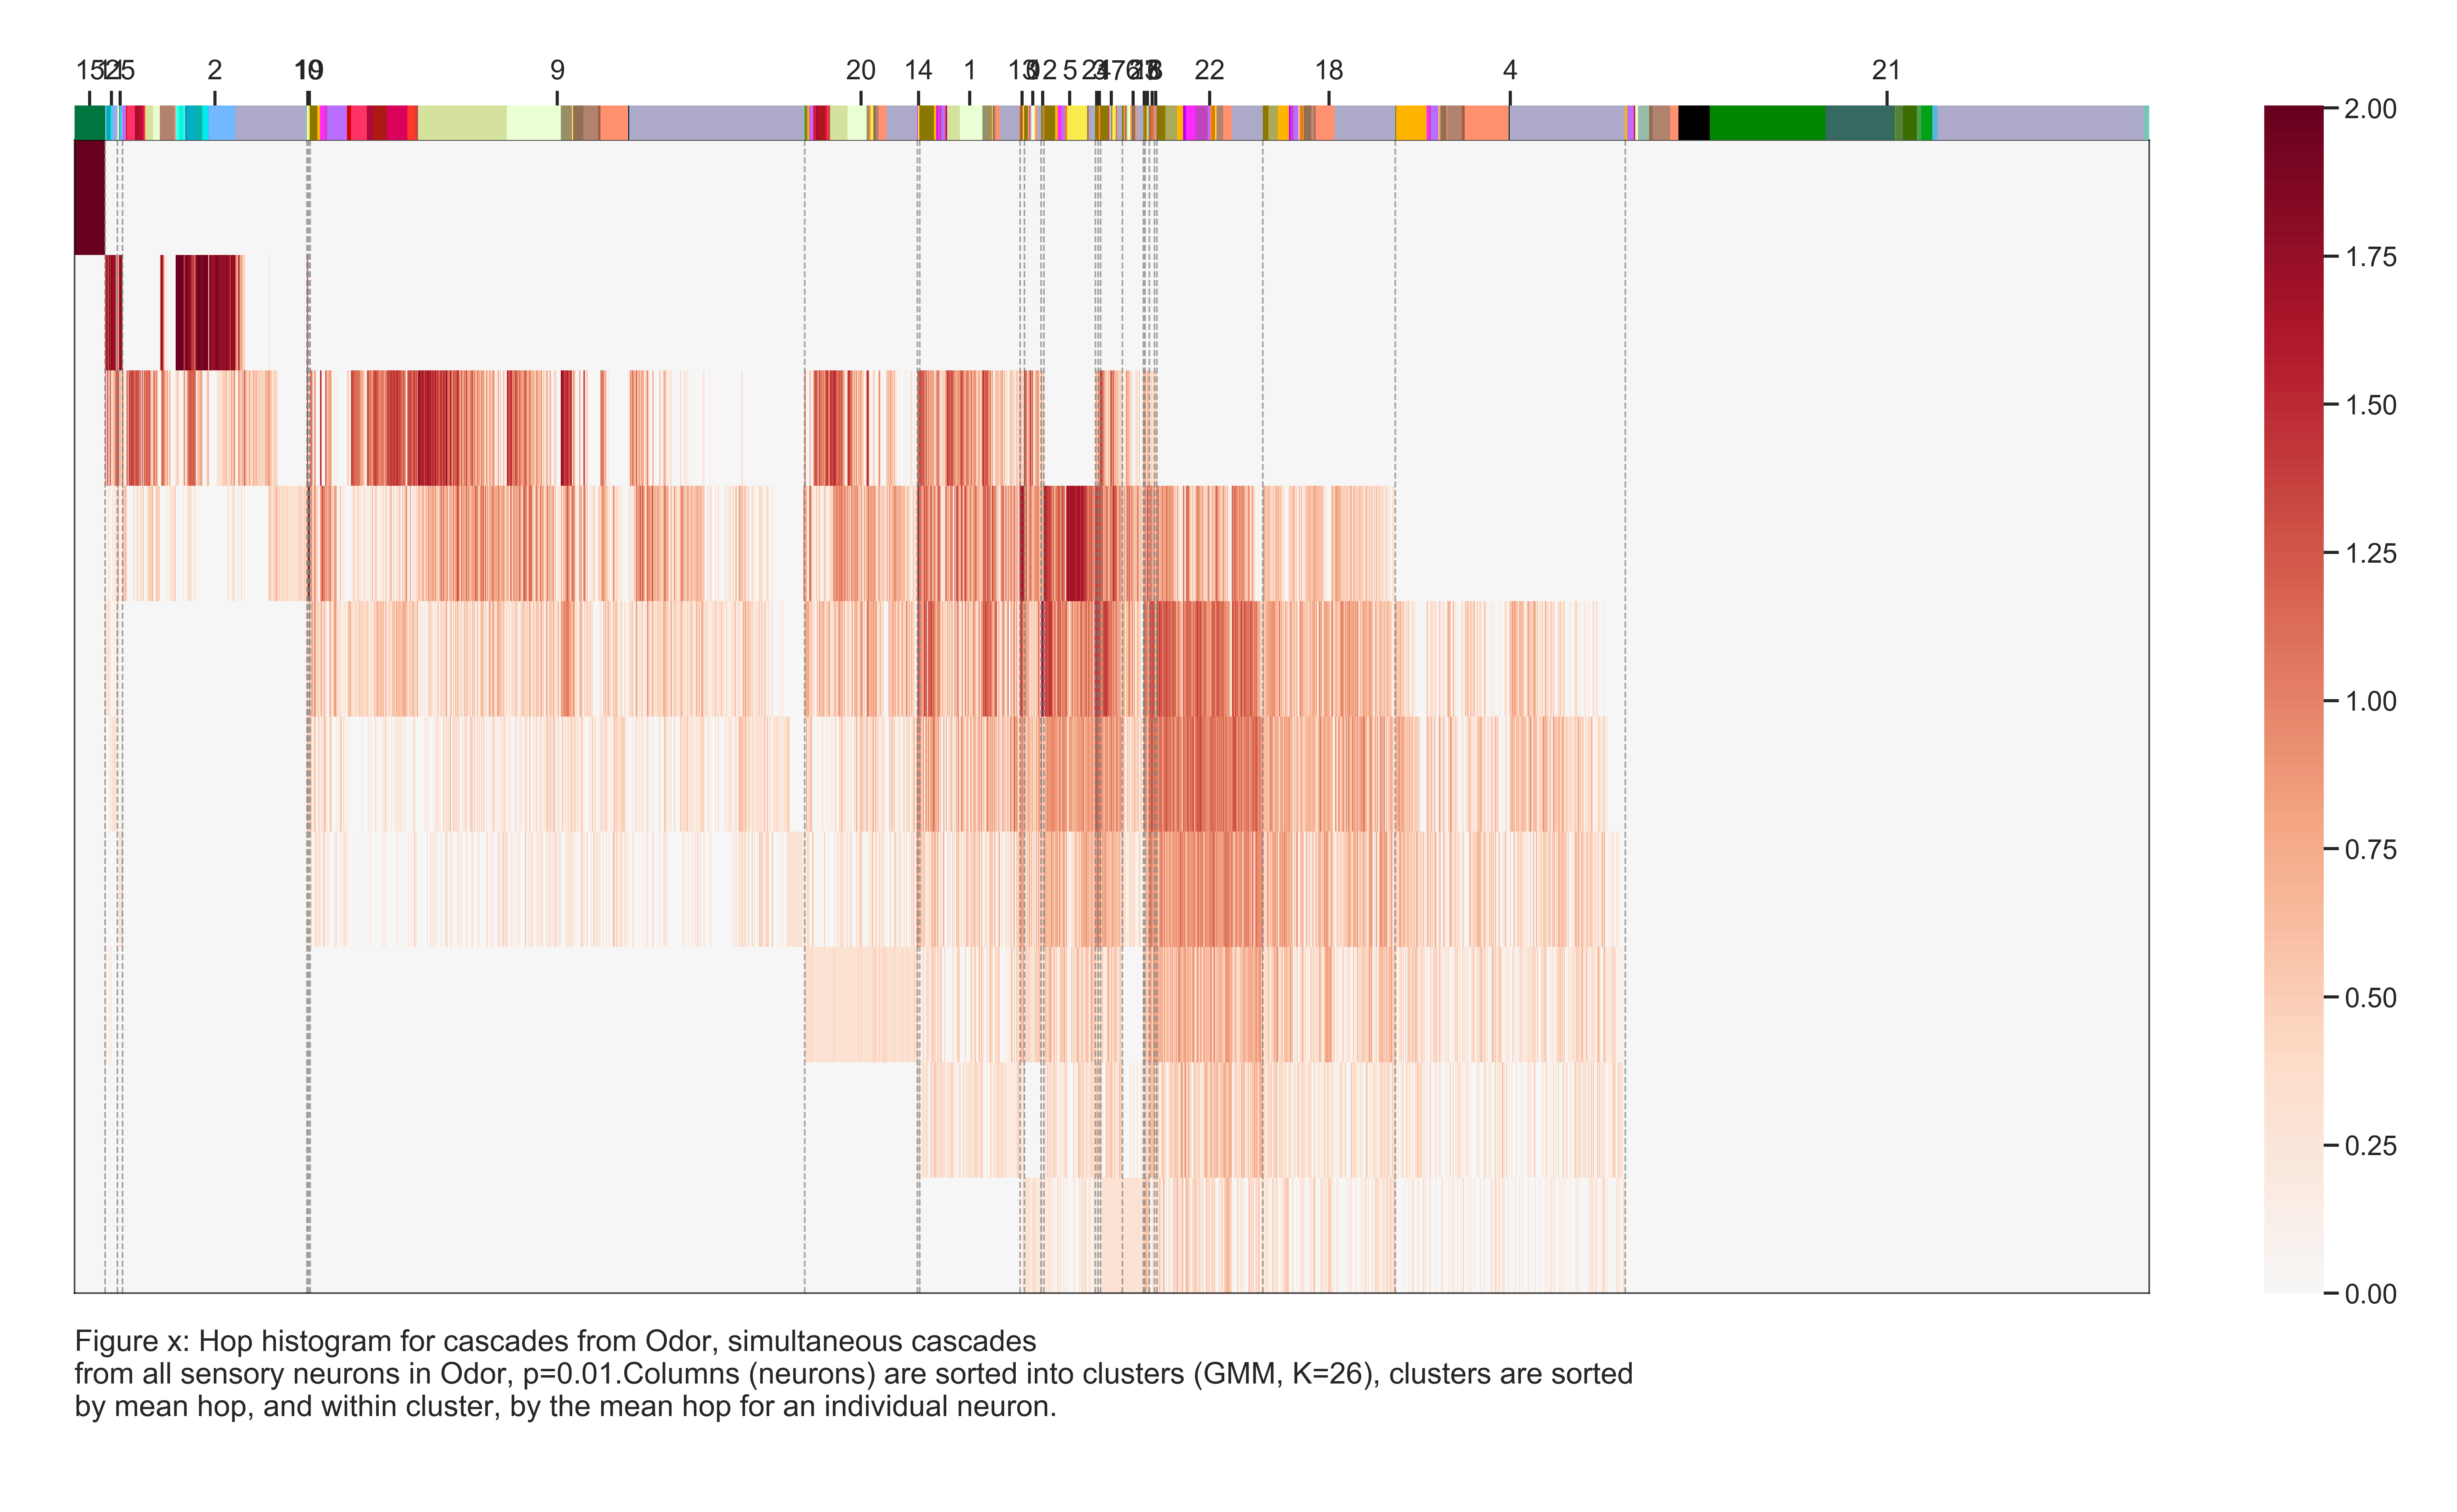 2 9 20 14 1 5 22 18 4 21
2.00
1.75
1.50
1.25
1.00
0.75
0.50
0.25
0.00
Figure x: Hop histogram for cascades from Odor, simultaneous cascades
from all sensory neurons in Odor, p=0.01.Columns (neurons) are sorted into clusters (GMM, K=26), clusters are sorted
by mean hop, and within cluster, by the mean hop for an individual neuron.